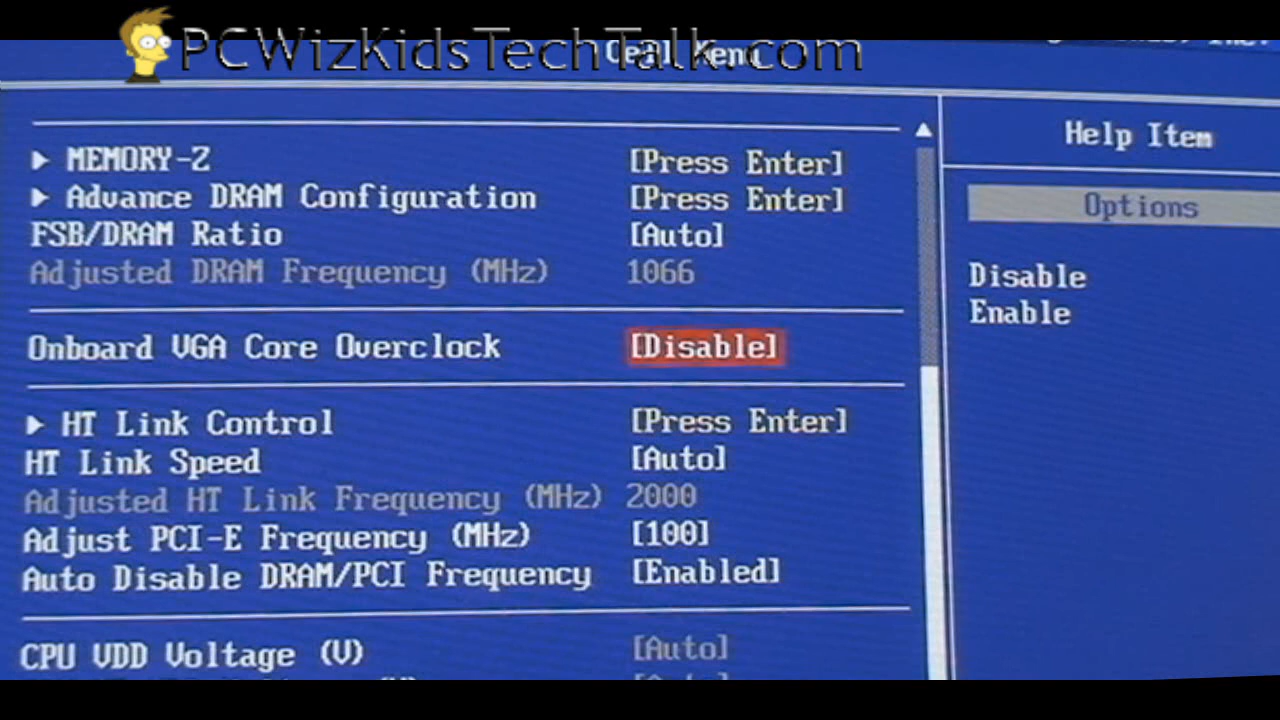 PCWizKidsTechTalk.com
Cell Menu
Help Item
MEMORY-Z [Press Enter]
Advance DRAM Configuration [Press Enter]
FSB/DRAM Ratio [Auto]
Adjusted DRAM Frequency (MHz) 1066
Onboard VGA Core Overclock [Disable]
HT Link Control [Press Enter]
HT Link Speed [Auto]
Adjusted HT Link Frequency (MHz) 2000
Adjust PCI-E Frequency (MHz) [100]
Auto Disable DRAM/PCI Frequency [Enabled]
CPU VDD Voltage (V) [Auto]
Options
Disable
Enable